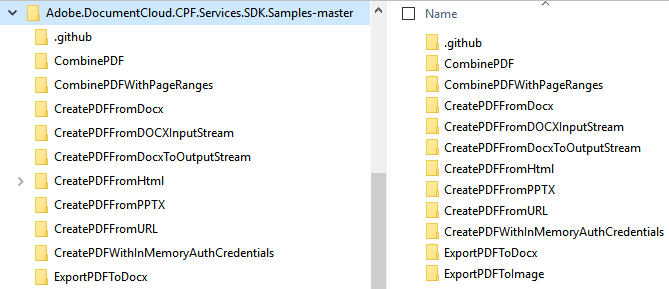 Adobe.DocumentCloud.CPF.Services.SDK.Samples-master
.github
CombinePDF
CombinePDFWithPageRanges
CreatePDFFromDocx
CreatePDFFromDOCXInputStream
CreatePDFFromDocxToOutputStream
CreatePDFFromHtml
CreatePDFFromPPTX
CreatePDFFromURL
CreatePDFWithInMemoryAuthCredentials
ExportPDFToDocx
Name
.github
CombinePDF
CombinePDFWithPageRanges
CreatePDFFromDocx
CreatePDFFromDOCXInputStream
CreatePDFFromDocxToOutputStream
CreatePDFFromHtml
CreatePDFFromPPTX
CreatePDFFromURL
CreatePDFWithInMemoryAuthCredentials
ExportPDFToDocx
ExportPDFToImage